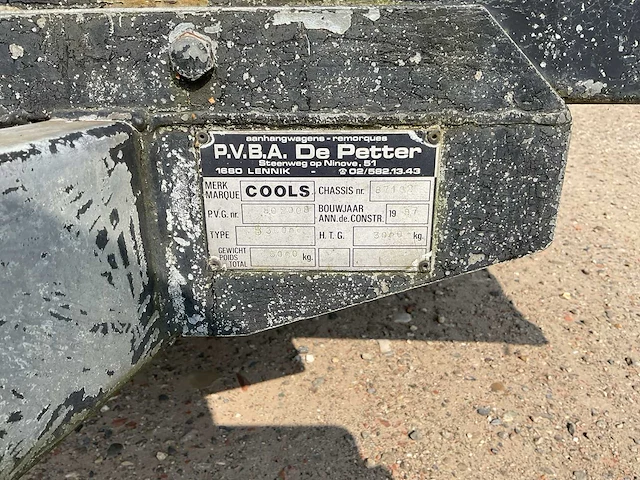 aanhangwagens - remorques
P.V.B.A. De Petter
Steenweg op Ninove, 51
1680 LENNIK - ☎ 02/582.13.43
MERK MARQUE COOLS CHASSIS nr.
P.V.G. nr. BOUWJAAR ANN.de.CONSTR. 1987
TYPE H.T.G. kg.
GEWICHT POIDS TOTAL kg.